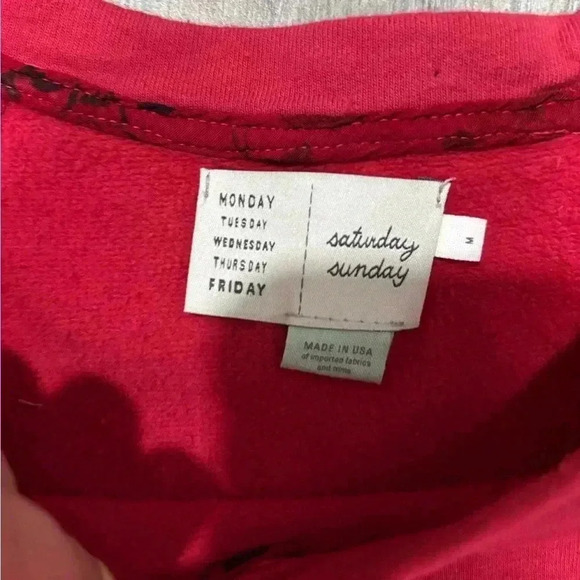 MONDAY
TUESDAY
WEDNESDAY
THURSDAY
FRIDAY
saturday
sunday
M
MADE IN USA
of imported fabrics
and trims